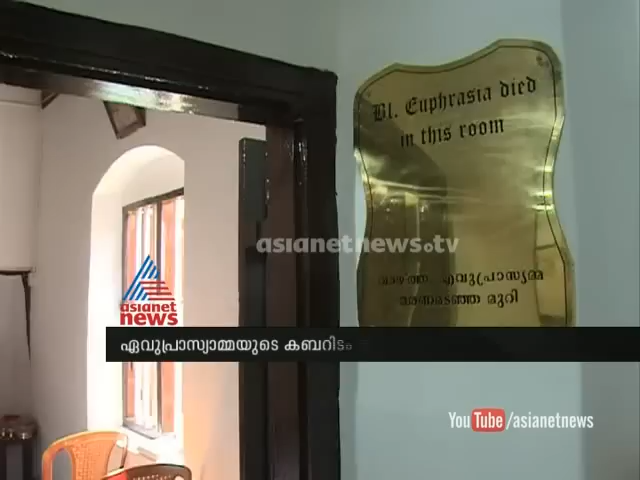 Bl. Euphrasia died
in this room
asianetnews.tv
വാഴ്ത്ത. എവുപ്രാസ്യമ്മ
മരണമടഞ്ഞ മുറി
asianet
NEWS
ഏവുപ്രാസ്യാമ്മയുടെ കബറിടം
YouTube/asianetnews